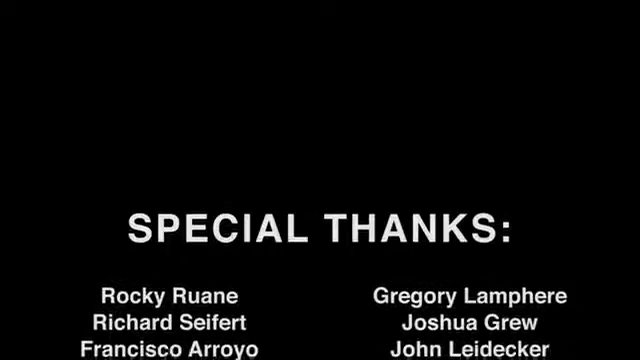 SPECIAL THANKS:
Rocky Ruane
Gregory Lamphere
Richard Seifert
Joshua Grew
Francisco Arroyo
John Leidecker